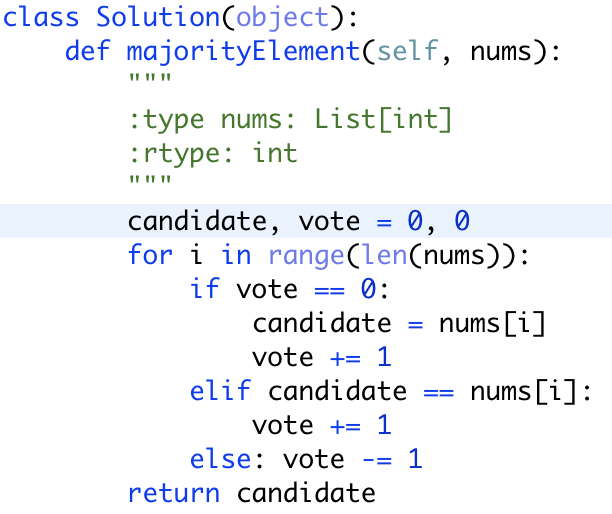 class Solution(object):
    def majorityElement(self, nums):
        """
        :type nums: List[int]
        :rtype: int
        """
        candidate, vote = 0, 0
        for i in range(len(nums)):
            if vote == 0:
                candidate = nums[i]
                vote += 1
            elif candidate == nums[i]:
                vote += 1
            else: vote -= 1
        return candidate